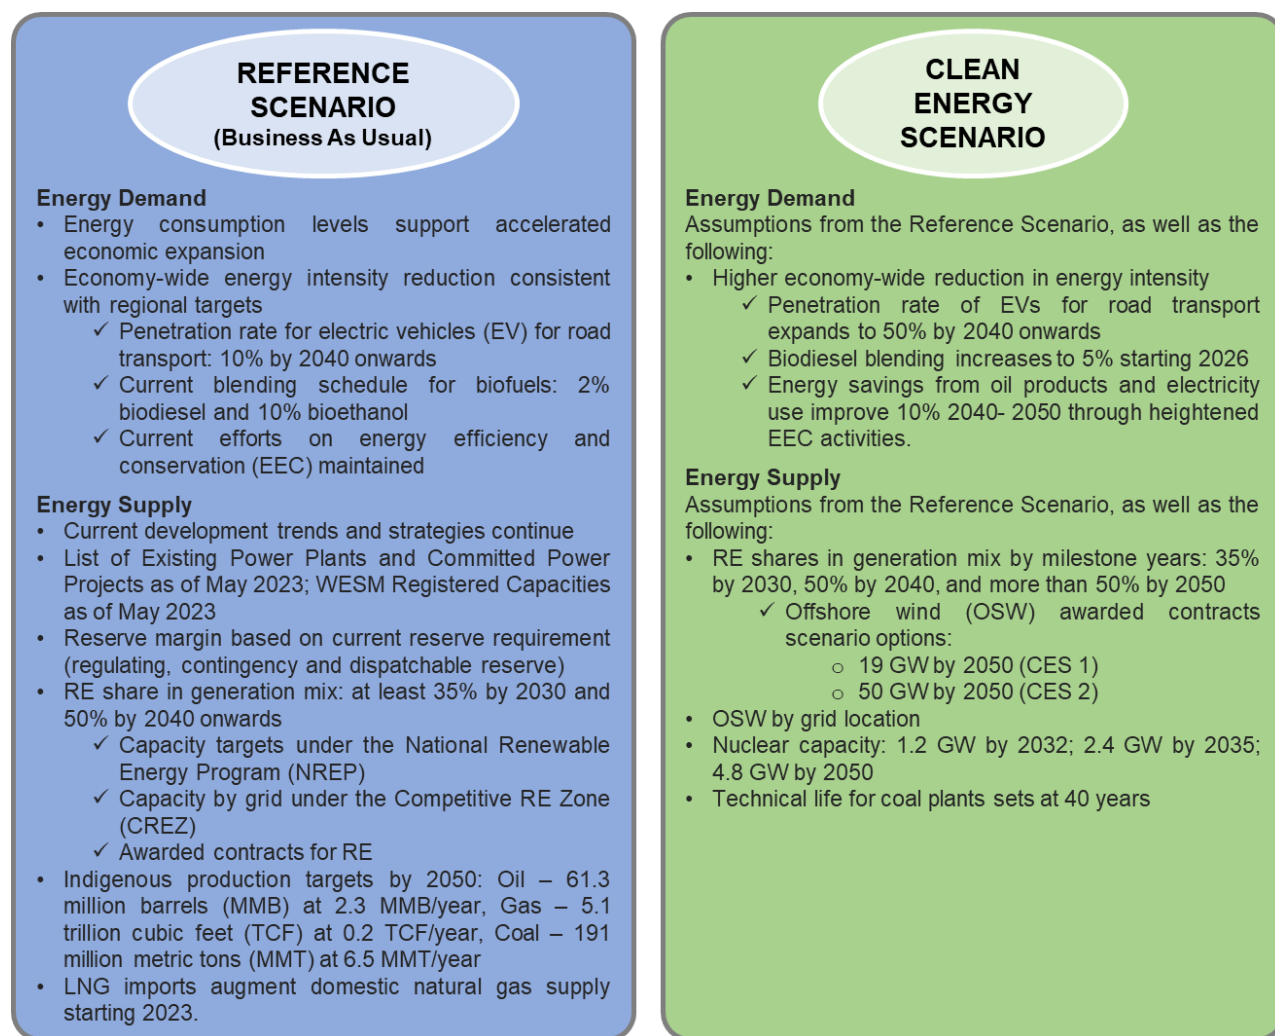 REFERENCE
SCENARIO
(Business As Usual)
Energy Demand
• Energy consumption levels support accelerated
economic expansion
• Economy-wide energy intensity reduction consistent
with regional targets
✓ Penetration rate for electric vehicles (EV) for road
transport: 10% by 2040 onwards
✓ Current blending schedule for biofuels: 2%
biodiesel and 10% bioethanol
✓ Current efforts on energy efficiency and
conservation (EEC) maintained
Energy Supply
• Current development trends and strategies continue
• List of Existing Power Plants and Committed Power
Projects as of May 2023; WESM Registered Capacities
as of May 2023
• Reserve margin based on current reserve requirement
(regulating, contingency and dispatchable reserve)
• RE share in generation mix: at least 35% by 2030 and
50% by 2040 onwards
✓ Capacity targets under the National Renewable
Energy Program (NREP)
✓ Capacity by grid under the Competitive RE Zone
(CREZ)
✓ Awarded contracts for RE
• Indigenous production targets by 2050: Oil – 61.3
million barrels (MMB) at 2.3 MMB/year, Gas – 5.1
trillion cubic feet (TCF) at 0.2 TCF/year, Coal – 191
million metric tons (MMT) at 6.5 MMT/year
• LNG imports augment domestic natural gas supply
starting 2023.
CLEAN
ENERGY
SCENARIO
Energy Demand
Assumptions from the Reference Scenario, as well as the
following:
• Higher economy-wide reduction in energy intensity
✓ Penetration rate of EVs for road transport
expands to 50% by 2040 onwards
✓ Biodiesel blending increases to 5% starting 2026
✓ Energy savings from oil products and electricity
use improve 10% 2040- 2050 through heightened
EEC activities.
Energy Supply
Assumptions from the Reference Scenario, as well as the
following:
• RE shares in generation mix by milestone years: 35%
by 2030, 50% by 2040, and more than 50% by 2050
✓ Offshore wind (OSW) awarded contracts
scenario options:
o 19 GW by 2050 (CES 1)
o 50 GW by 2050 (CES 2)
• OSW by grid location
• Nuclear capacity: 1.2 GW by 2032; 2.4 GW by 2035;
4.8 GW by 2050
• Technical life for coal plants sets at 40 years